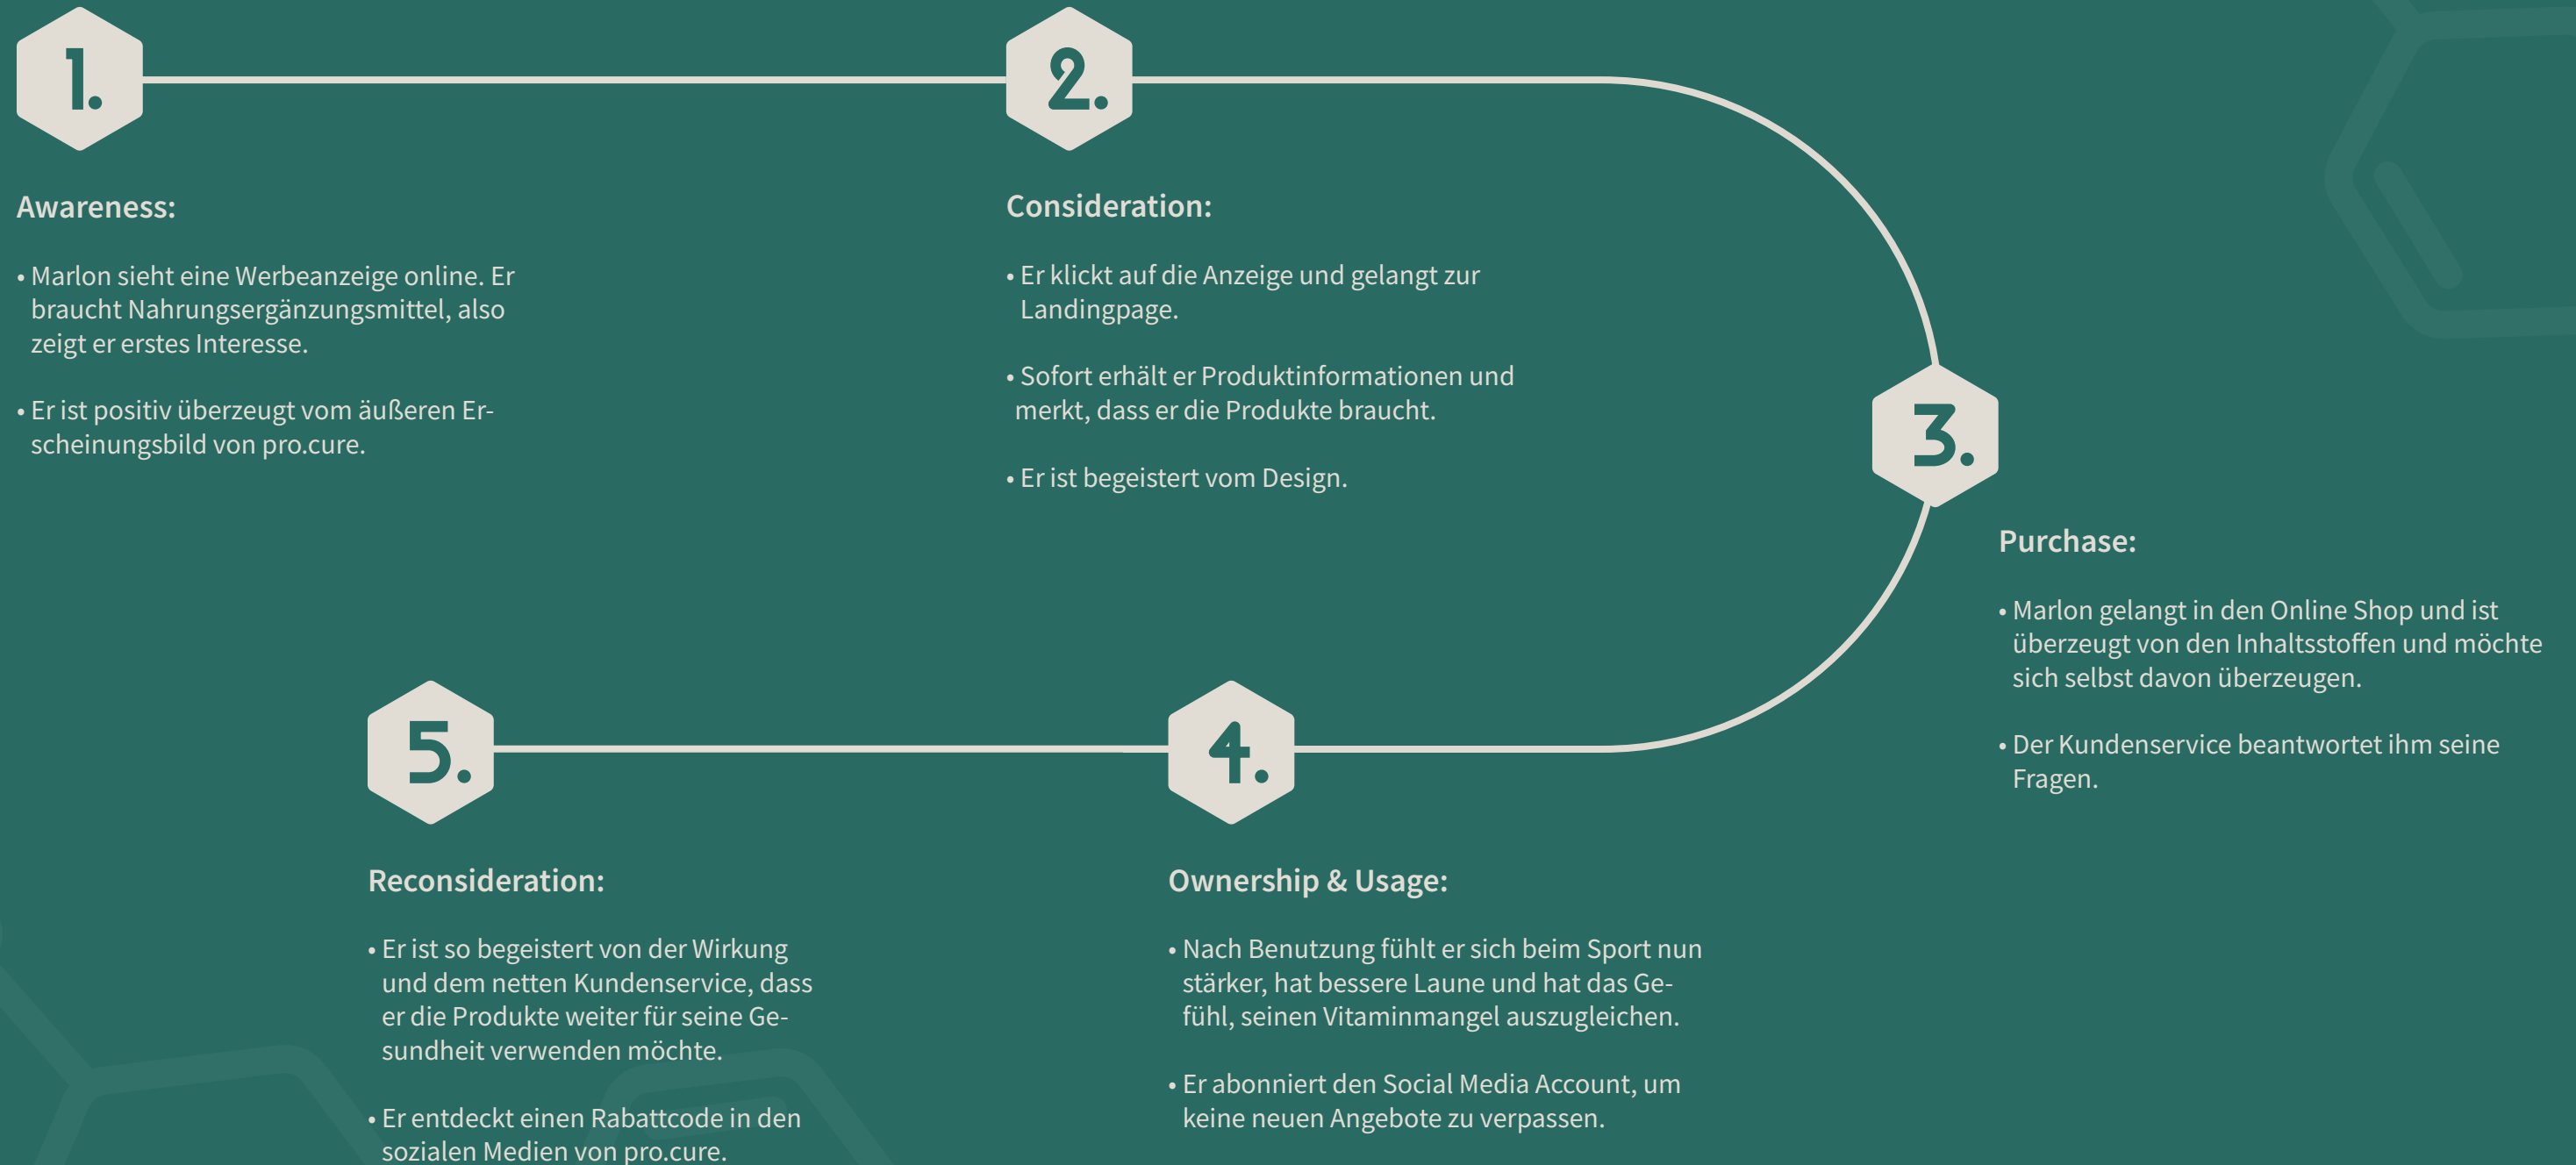 1.
Awareness:
• Marlon sieht eine Werbeanzeige online. Er
braucht Nahrungsergänzungsmittel, also
zeigt er erstes Interesse.
• Er ist positiv überzeugt vom äußeren Er-
scheinungsbild von pro.cure.
2.
Consideration:
• Er klickt auf die Anzeige und gelangt zur
Landingpage.
• Sofort erhält er Produktinformationen und
merkt, dass er die Produkte braucht.
• Er ist begeistert vom Design.
3.
Purchase:
• Marlon gelangt in den Online Shop und ist
überzeugt von den Inhaltsstoffen und möchte
sich selbst davon überzeugen.
• Der Kundenservice beantwortet ihm seine
Fragen.
4.
Ownership & Usage:
• Nach Benutzung fühlt er sich beim Sport nun
stärker, hat bessere Laune und hat das Ge-
fühl, seinen Vitaminmangel auszugleichen.
• Er abonniert den Social Media Account, um
keine neuen Angebote zu verpassen.
5.
Reconsideration:
• Er ist so begeistert von der Wirkung
und dem netten Kundenservice, dass
er die Produkte weiter für seine Ge-
sundheit verwenden möchte.
• Er entdeckt einen Rabattcode in den
sozialen Medien von pro.cure.